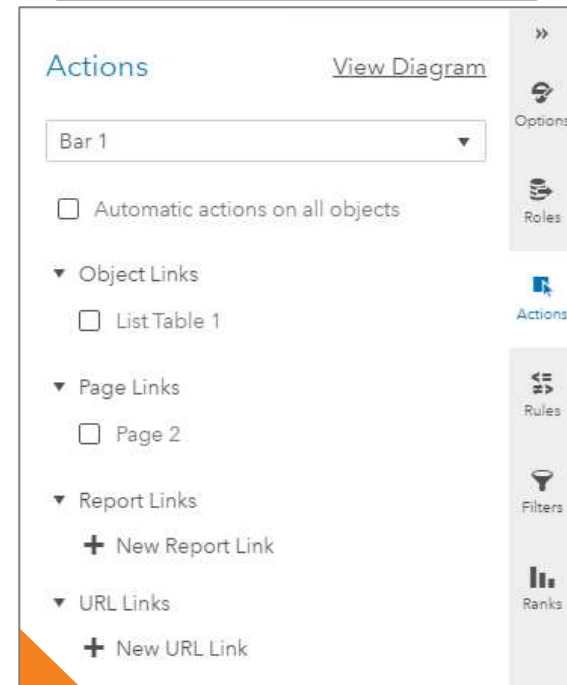 Actions
View Diagram
Bar 1
Automatic actions on all objects
Object Links
List Table 1
Page Links
Page 2
Report Links
+ New Report Link
URL Links
+ New URL Link
Options
Roles
Actions
Rules
Filters
Ranks